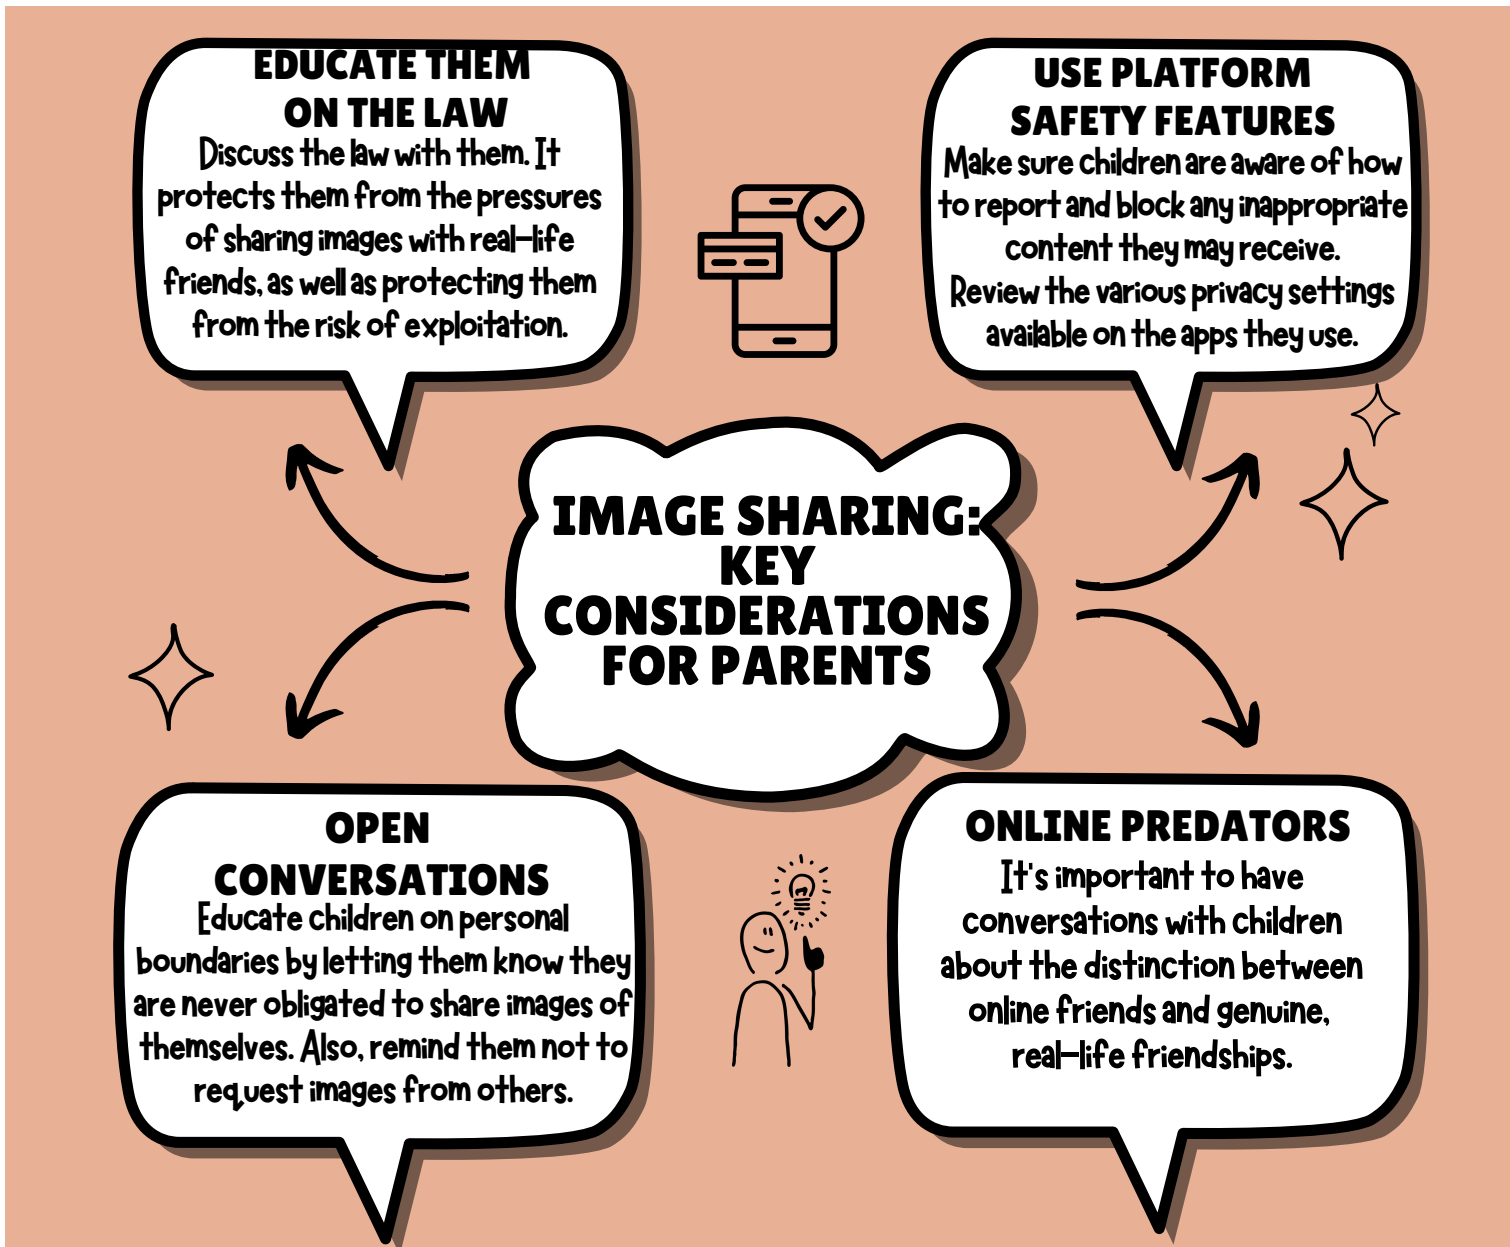 EDUCATE THEM
ON THE LAW
Discuss the law with them. It
protects them from the pressures
of sharing images with real-life
friends, as well as protecting them
from the risk of exploitation.
USE PLATFORM
SAFETY FEATURES
Make sure children are aware of how
to report and block any inappropriate
content they may receive.
Review the various privacy settings
available on the apps they use.
IMAGE SHARING:
KEY
CONSIDERATIONS
FOR PARENTS
OPEN
CONVERSATIONS
Educate children on personal
boundaries by letting them know they
are never obligated to share images of
themselves. Also, remind them not to
request images from others.
ONLINE PREDATORS
It's important to have
conversations with children
about the distinction between
online friends and genuine,
real-life friendships.